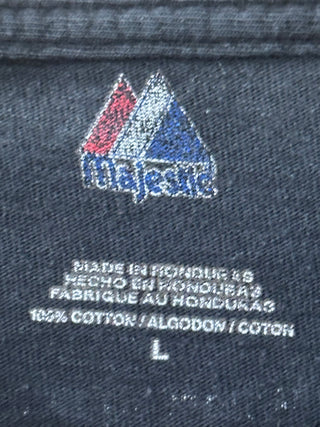 Majestic
MADE IN HONDURAS
HECHO EN HONDURAS
FABRIQUE AU HONDURAS
100% COTTON / ALGODON / COTON
L